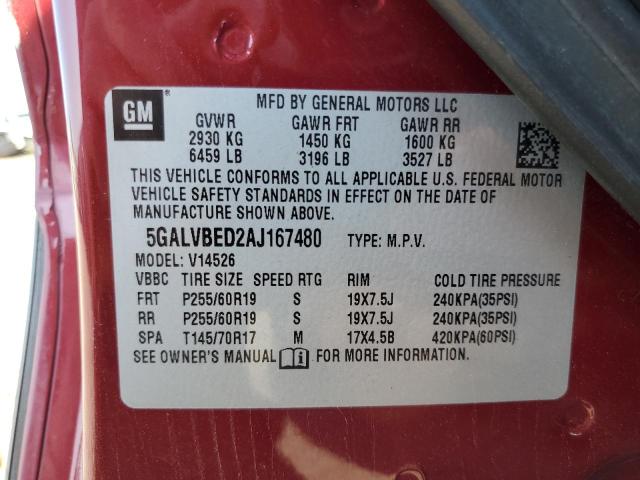 GM
MFD BY GENERAL MOTORS LLC
GVWR GAWR FRT GAWR RR
2930 KG 1450 KG 1600 KG
6459 LB 3196 LB 3527 LB
THIS VEHICLE CONFORMS TO ALL APPLICABLE U.S. FEDERAL MOTOR
VEHICLE SAFETY STANDARDS IN EFFECT ON THE DATE OF
MANUFACTURE SHOWN ABOVE.
5GALVBED2AJ167480 TYPE: M.P.V.
MODEL: V14526
VBBC TIRE SIZE SPEED RTG RIM COLD TIRE PRESSURE
FRT P255/60R19 S 19X7.5J 240KPA(35PSI)
RR P255/60R19 S 19X7.5J 240KPA(35PSI)
SPA T145/70R17 M 17X4.5B 420KPA(60PSI)
SEE OWNER'S MANUAL FOR MORE INFORMATION.